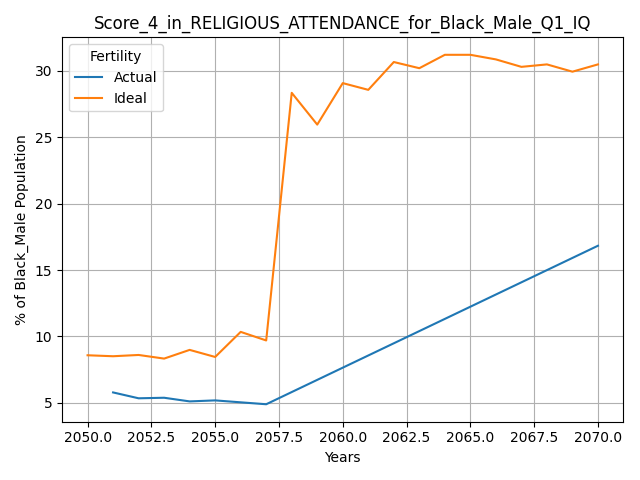 Score_4_in_RELIGIOUS_ATTENDANCE_for_Black_Male_Q1_IQ
Fertility
Actual
Ideal
% of Black_Male Population
30
25
20
15
10
5
2050.0 2052.5 2055.0 2057.5 2060.0 2062.5 2065.0 2067.5 2070.0
Years